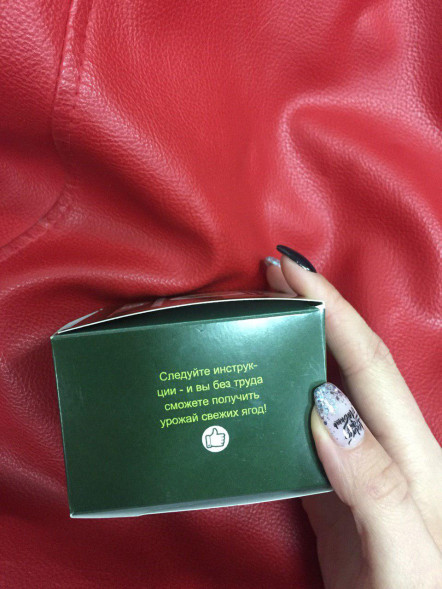 Следуйте инструк-
ции - и вы без труда
сможете получить
урожай свежих ягод!